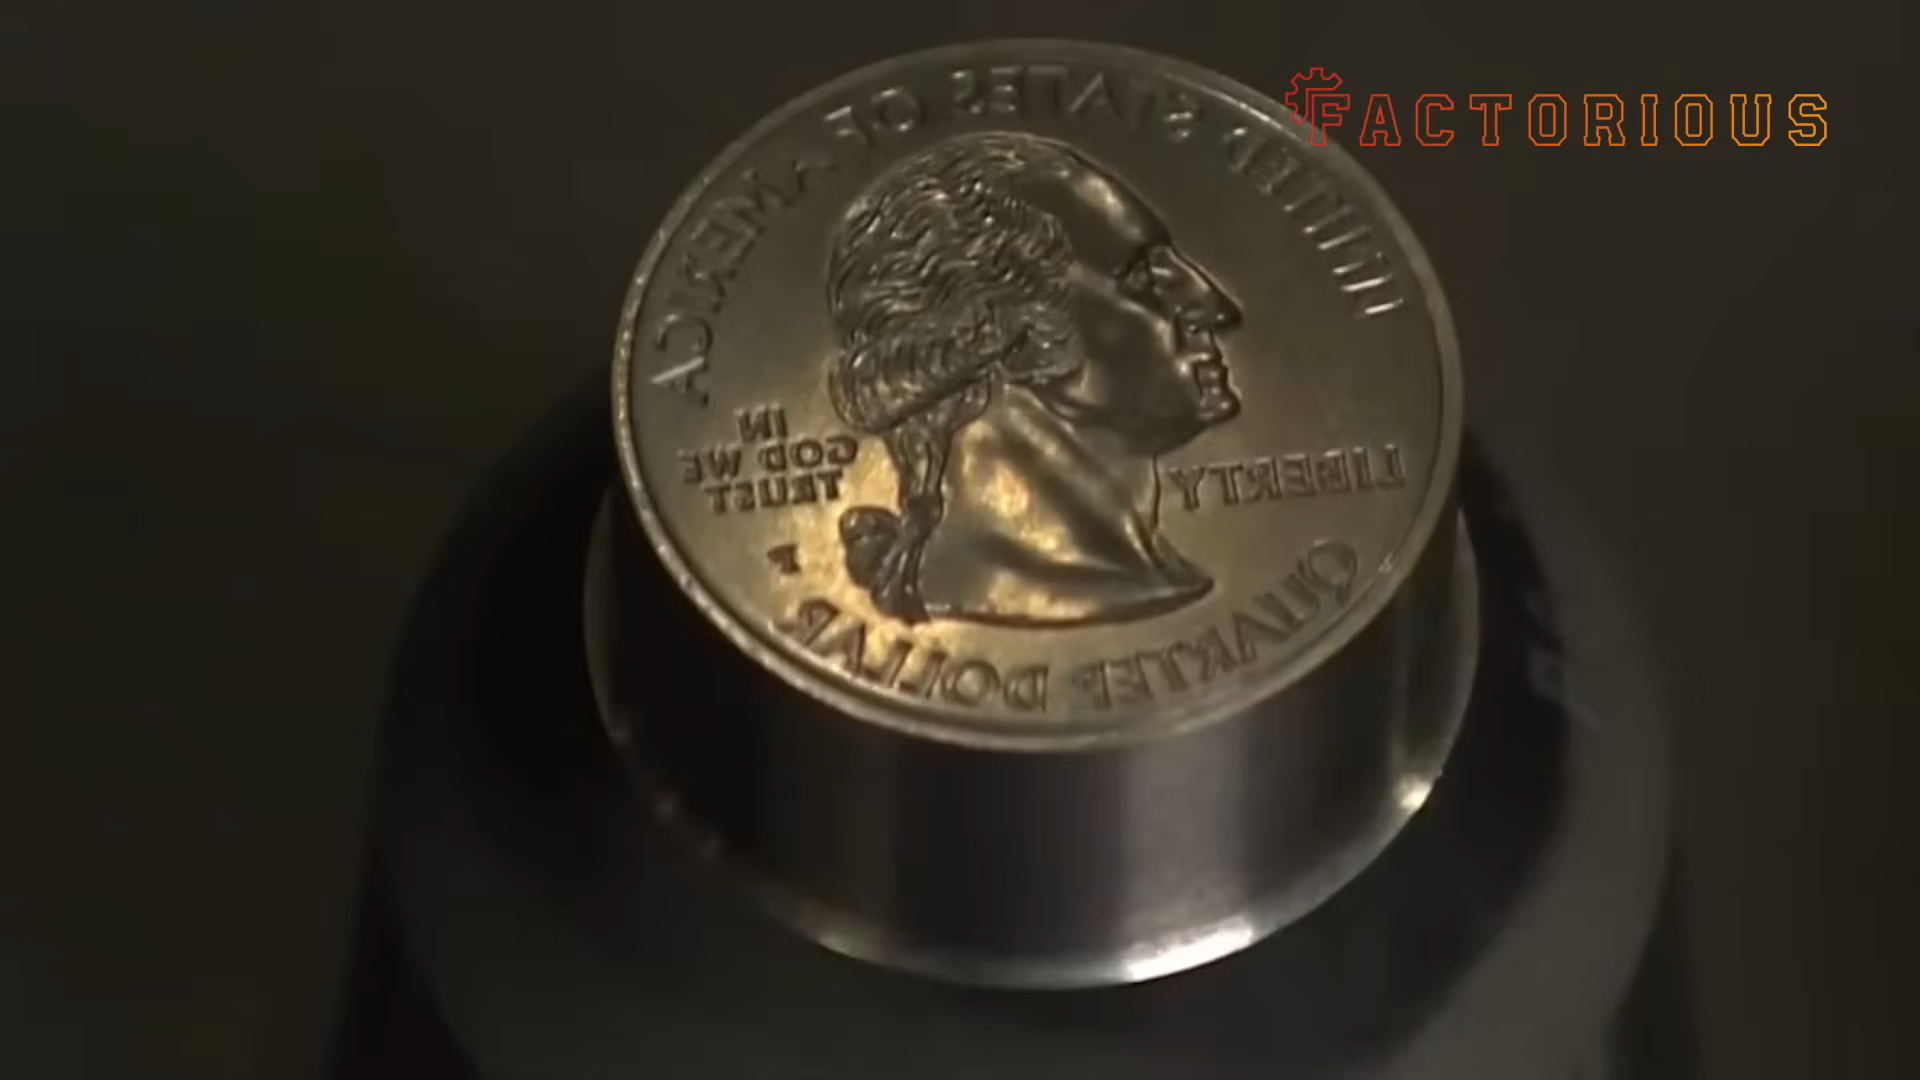 FACTORIOUS
UNITED STATES OF AMERICA
IN
GOD WE
TRUST
LIBERTY
P
QUARTER DOLLAR